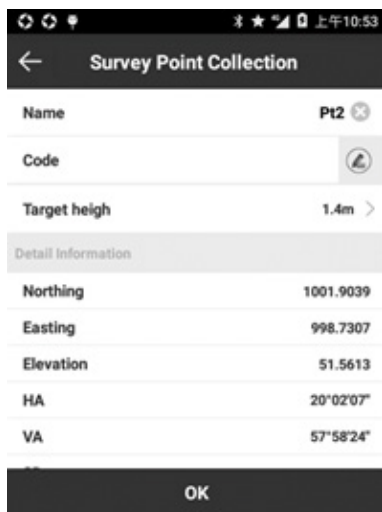 上午10:53
Survey Point Collection
Name Pt2
Code
Target heigh 1.4m
Detail Information
Northing 1001.9039
Easting 998.7307
Elevation 51.5613
HA 20°02'07"
VA 57°58'24"
OK